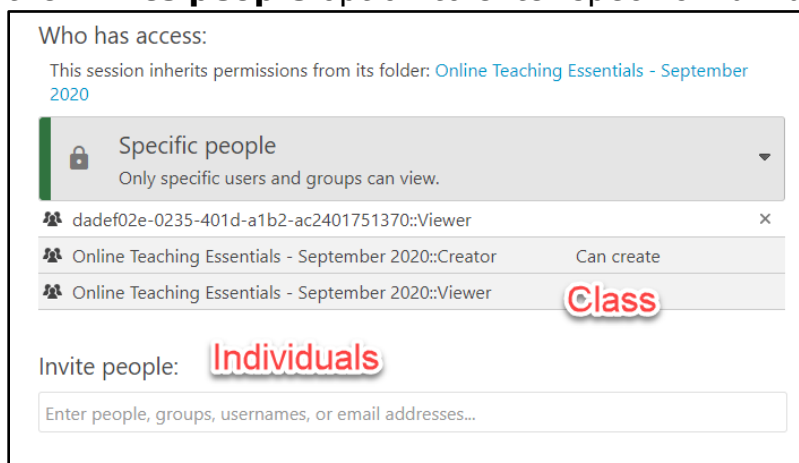 Who has access:
This session inherits permissions from its folder: Online Teaching Essentials - September
2020
Specific people
Only specific users and groups can view.
dadef02e-0235-401d-a1b2-ac2401751370::Viewer ×
Online Teaching Essentials - September 2020::Creator Can create
Online Teaching Essentials - September 2020::Viewer
Class
Invite people: Individuals
Enter people, groups, usernames, or email addresses...